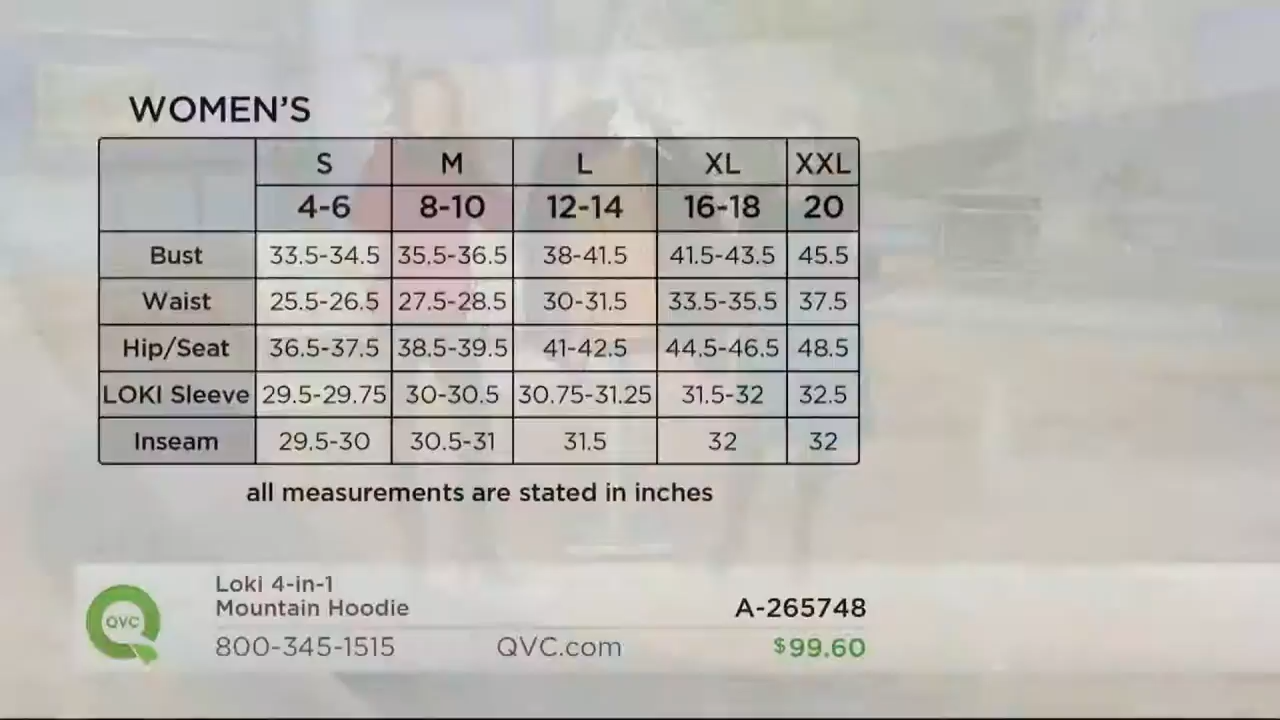 WOMEN'S
S M L XL XXL
4-6 8-10 12-14 16-18 20
Bust 33.5-34.5 35.5-36.5 38-41.5 41.5-43.5 45.5
Waist 25.5-26.5 27.5-28.5 30-31.5 33.5-35.5 37.5
Hip/Seat 36.5-37.5 38.5-39.5 41-42.5 44.5-46.5 48.5
LOKI Sleeve 29.5-29.75 30-30.5 30.75-31.25 31.5-32 32.5
Inseam 29.5-30 30.5-31 31.5 32 32
all measurements are stated in inches
QVC
Loki 4-in-1
Mountain Hoodie A-265748
800-345-1515 QVC.com $99.60